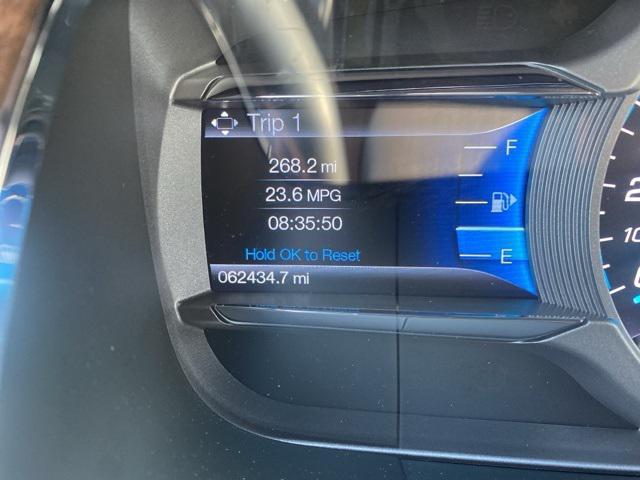 Trip 1
268.2 mi
23.6 MPG
08:35:50
Hold OK to Reset
062434.7 mi
F
E